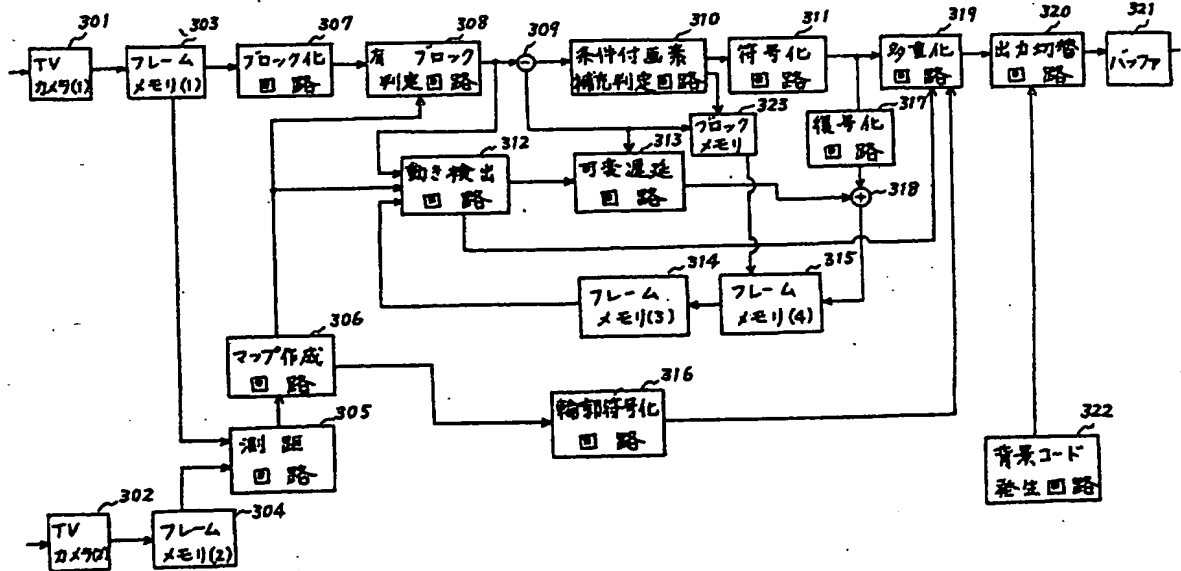 301
TV
カメラ(1)
303
フレーム
メモリ(1)
307
ブロック化
回路
308
有ブロック
判定回路
309
310
条件付画素
補充判定回路
311
符号化
回路
319
多重化
回路
320
出力切替
回路
321
バッファ
323
ブロック
メモリ
317
復号化
回路
312
動き検出
回路
313
可変遅延
回路
318
314
フレーム
メモリ(3)
315
フレーム
メモリ(4)
306
マップ作成
回路
305
測距
回路
316
輪郭符号化
回路
322
背景コード
発生回路
302
TV
カメラ(2)
304
フレーム
メモリ(2)